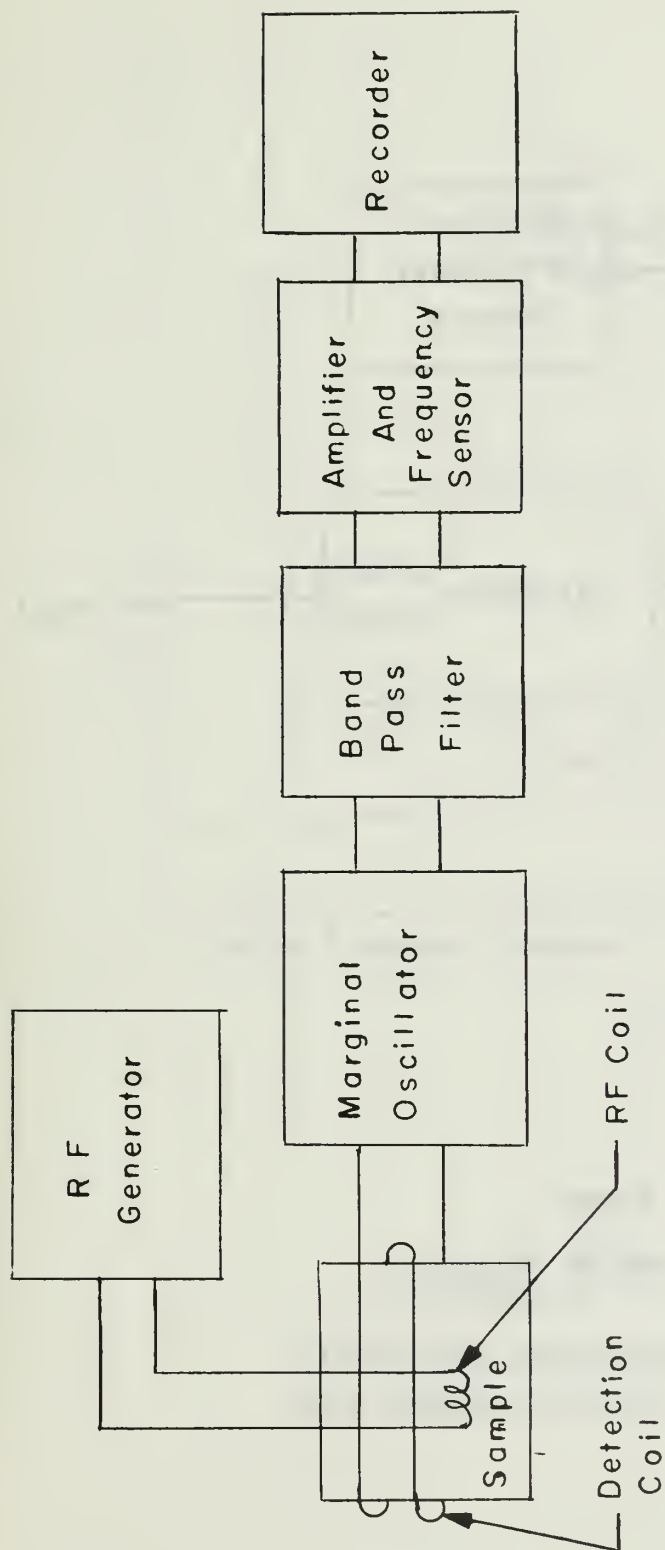 R F
Generator
Sample
Marginal
Oscillator
Band
Pass
Filter
Amplifier
And
Frequency
Sensor
Recorder
Detection
Coil
RF Coil